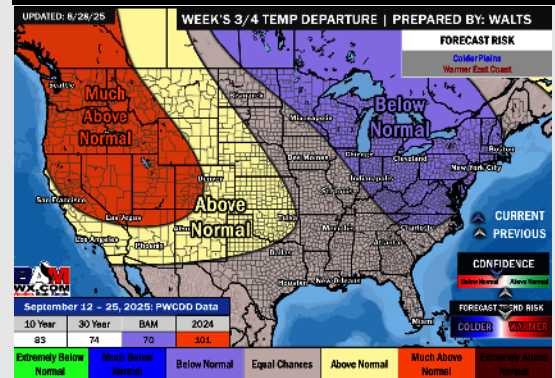 UPDATED: 8/28/25
WEEK'S 3/4 TEMP DEPARTURE | PREPARED BY: WALTS
FORECAST RISK
Colder Plains
Warmer East Coast
Seattle
Much
Above
Normal
Bismarck
Minneapolis
Below
Normal
Boston
Chicago
Cleveland
New York City
Des Moines
Indianapolis
Denver
St. Louis
San Francisco
Las Vegas
Above
Normal
Tulsa
Memphis
Charlotte
Atlanta
Los Angeles
Phoenix
Dallas
Houston
New Orleans
Miami
CURRENT
PREVIOUS
CONFIDENCE
Below Normal
Above Normal
FORECAST TREND RISK
COLDER
WARMER
BAM
WX.COM
September 12 – 25, 2025: PWCDD Data
10 Year 30 Year BAM 2024
83 74 70 101
Extremely Below Normal
Much Below Normal
Below Normal
Equal Chances
Above Normal
Much Above Normal
Extremely Above Normal